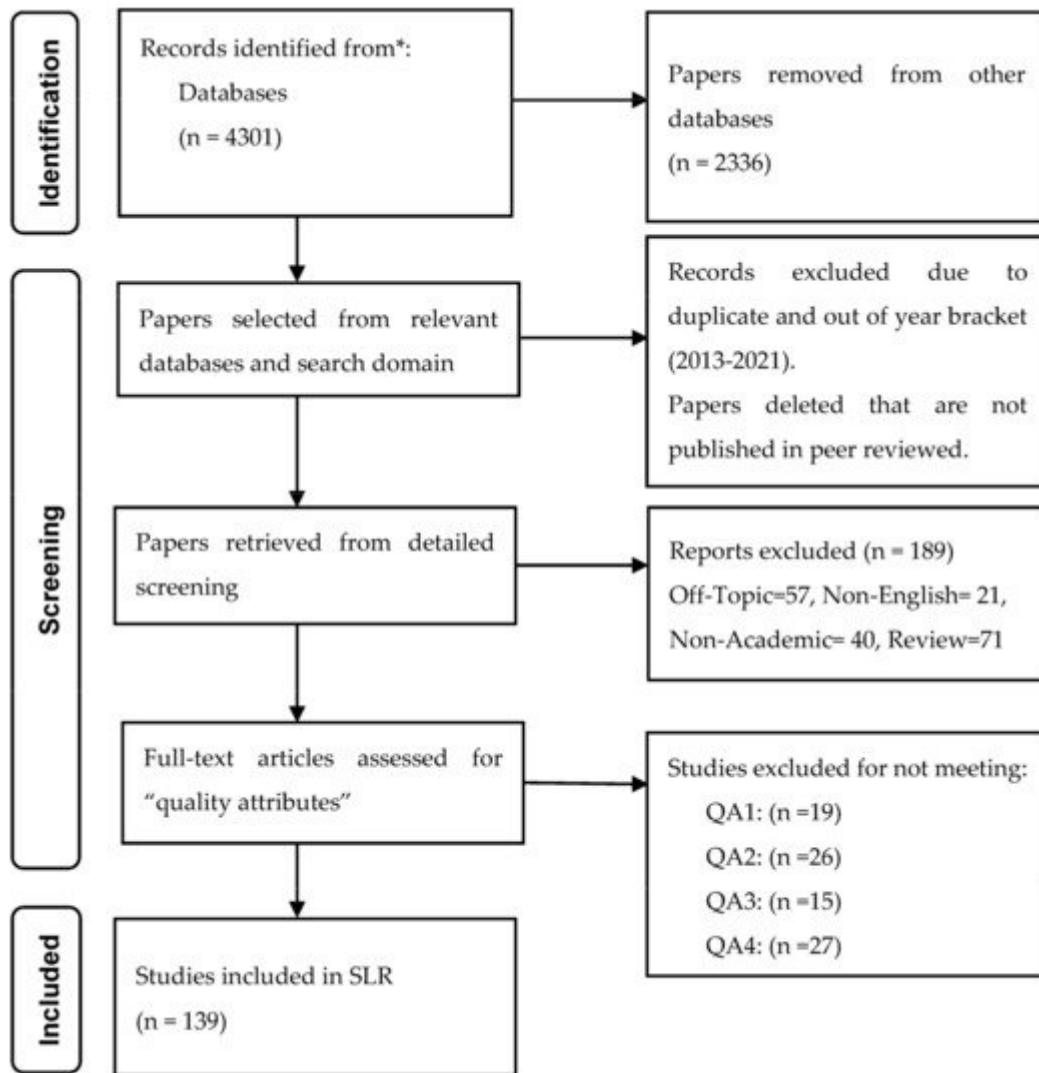 Identification
Records identified from*:
Databases
(n = 4301)
Papers removed from other
databases
(n = 2336)
Screening
Papers selected from relevant
databases and search domain
Records excluded due to
duplicate and out of year bracket
(2013-2021).
Papers deleted that are not
published in peer reviewed.
Papers retrieved from detailed
screening
Reports excluded (n = 189)
Off-Topic=57, Non-English= 21,
Non-Academic= 40, Review=71
Full-text articles assessed for
“quality attributes”
Studies excluded for not meeting:
QA1: (n =19)
QA2: (n =26)
QA3: (n =15)
QA4: (n =27)
Included
Studies included in SLR
(n = 139)